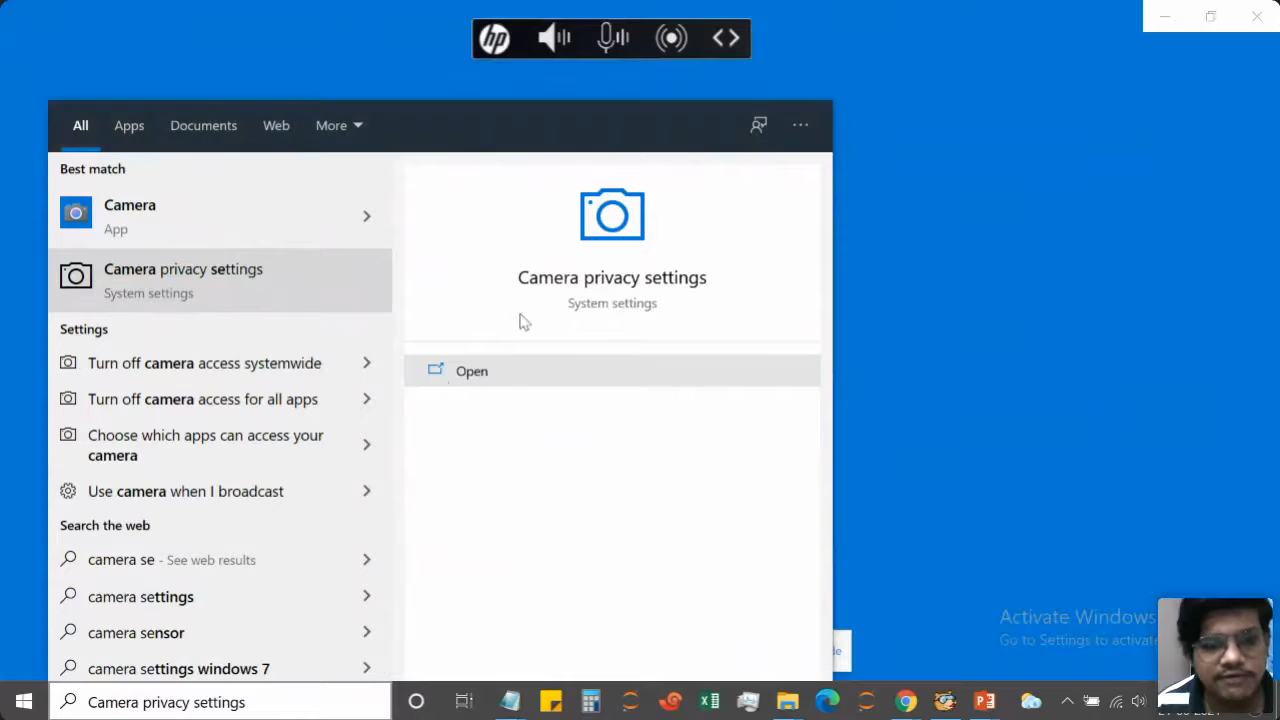 hp
All Apps Documents Web More
Best match
Camera
App
Camera privacy settings
System settings
Settings
Turn off camera access systemwide
Turn off camera access for all apps
Choose which apps can access your
camera
Use camera when I broadcast
Search the web
camera se - See web results
camera settings
camera sensor
camera settings windows 7
Camera privacy settings
System settings
Open
Activate Windows
Go to Settings to activate
Camera privacy settings